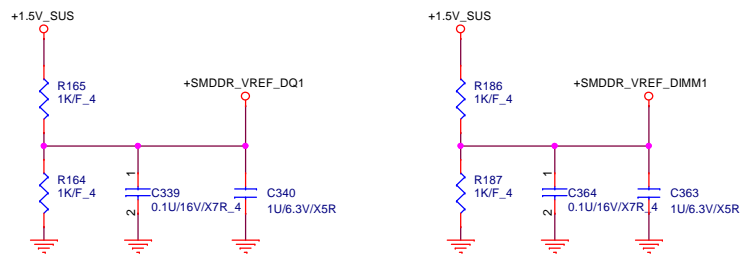 +1.5V_SUS
R165
1K/F_4
+SMDDR_VREF_DQ1
R164
1K/F_4
1
2
C339
0.1U/16V/X7R_4
C340
1U/6.3V/X5R
+1.5V_SUS
R186
1K/F_4
+SMDDR_VREF_DIMM1
R187
1K/F_4
1
2
C364
0.1U/16V/X7R_4
C363
1U/6.3V/X5R